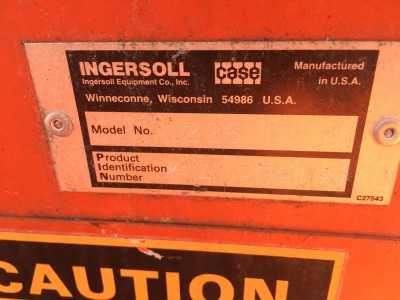 INGERSOLL case Manufactured
Ingersoll Equipment Co., Inc. in U.S.A.
Winneconne, Wisconsin 54986 U.S.A.
Model No.
Product
Identification
Number
C27543
CAUTION